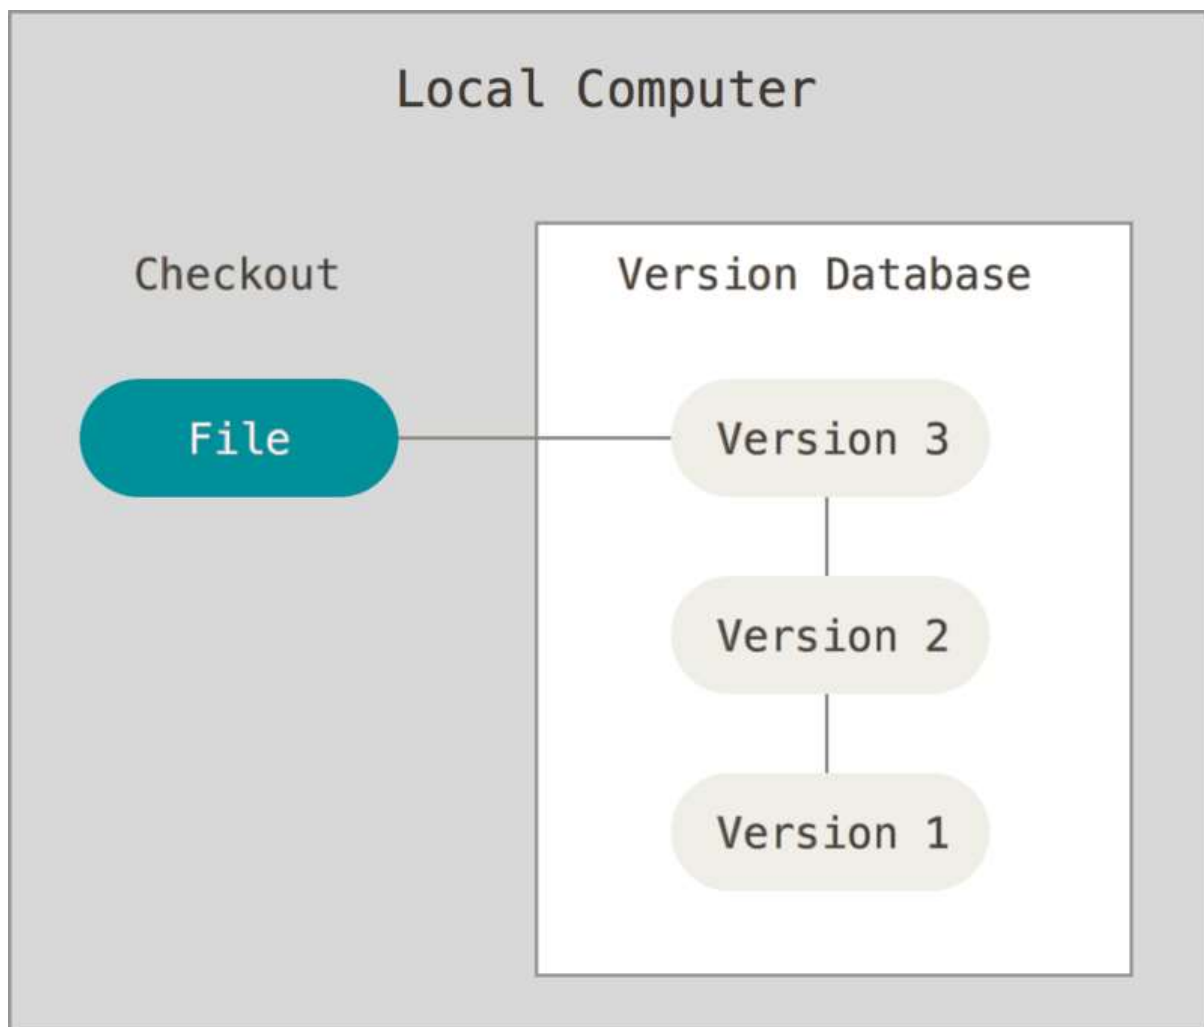 Local Computer
Checkout
Version Database
File
Version 3
Version 2
Version 1